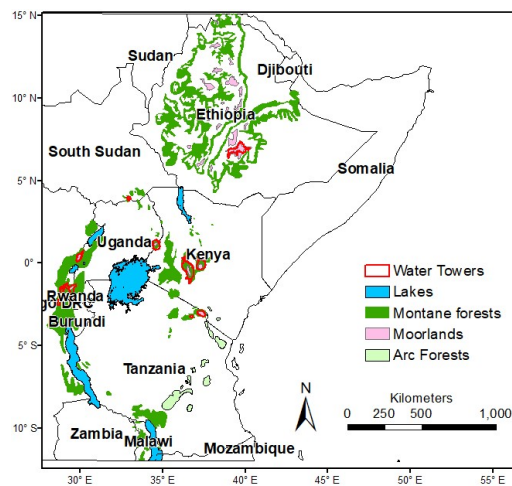 15°N
Sudan
Djibouti
10°N
Ethiopia
South Sudan
Somalia
5°N
Uganda
Kenya
0°
Water Towers
Lakes
Rwanda
Montane forests
go DRC
Burundi
Moorlands
5°S
Arc Forests
Tanzania
N
Kilometers
0 250 500 1,000
10°S
Zambia
Malawi
Mozambique
30°E 35°E 40°E 45°E 50°E 55°E